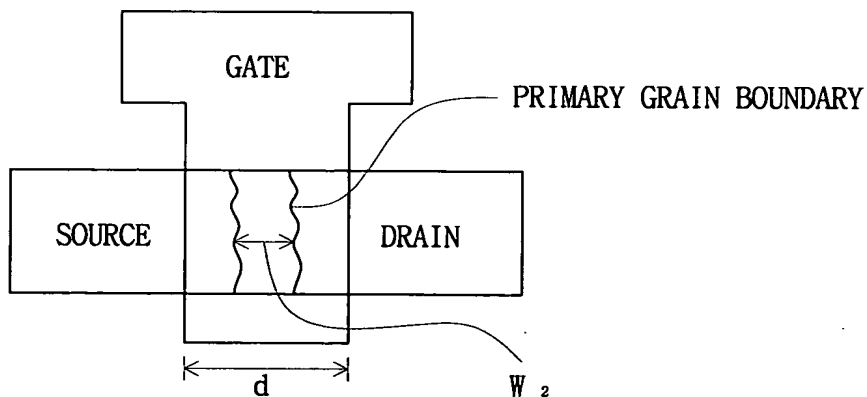 GATE
PRIMARY GRAIN BOUNDARY
SOURCE
DRAIN
d
W₂